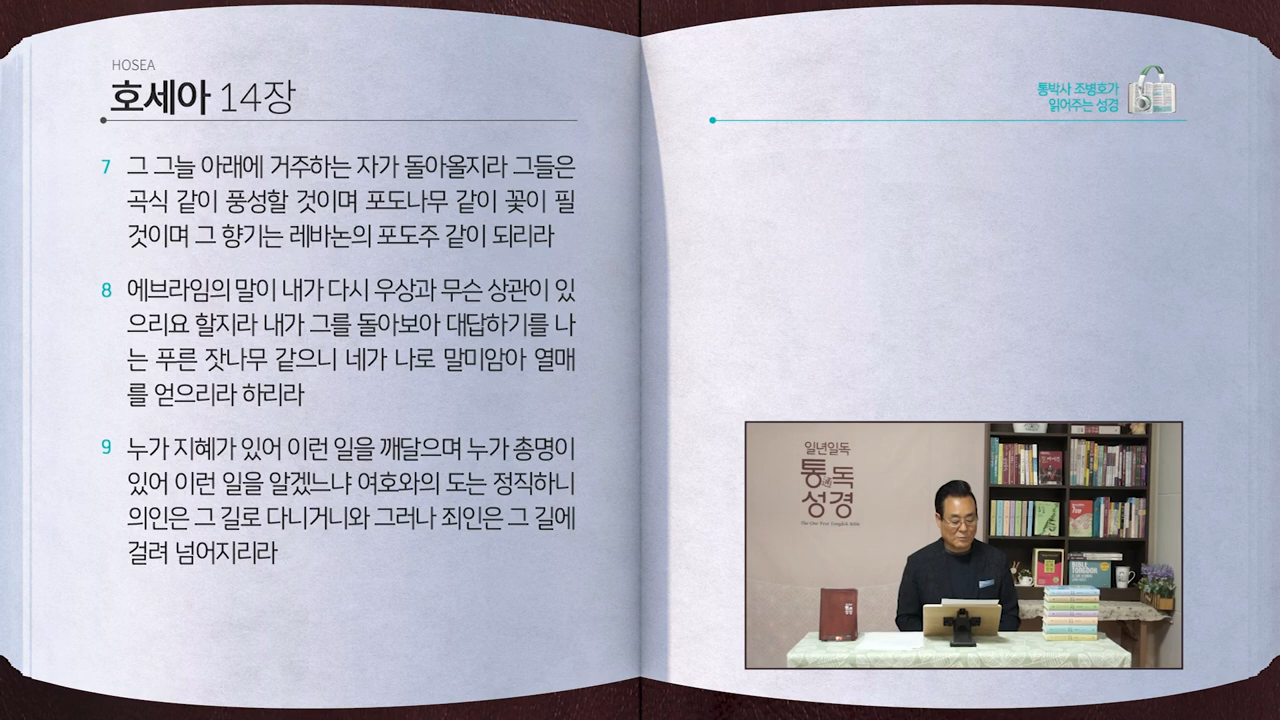 HOSEA
호세아 14장
7 그 그늘 아래에 거주하는 자가 돌아올지라 그들은
곡식 같이 풍성할 것이며 포도나무 같이 꽃이 필
것이며 그 향기는 레바논의 포도주 같이 되리라
8 에브라임의 말이 내가 다시 우상과 무슨 상관이 있
으리요 할지라 내가 그를 돌아보아 대답하기를 나
는 푸른 잣나무 같으니 네가 나로 말미암아 열매
를 얻으리라 하리라
9 누가 지혜가 있어 이런 일을 깨달으며 누가 총명이
있어 이런 일을 알겠느냐 여호와의 도는 정직하니
의인은 그 길로 다니거니와 그러나 죄인은 그 길에
걸려 넘어지리라
통박사 조병호가
읽어주는 성경
일년일독
통독
성경
The One Year Tongdok Bible